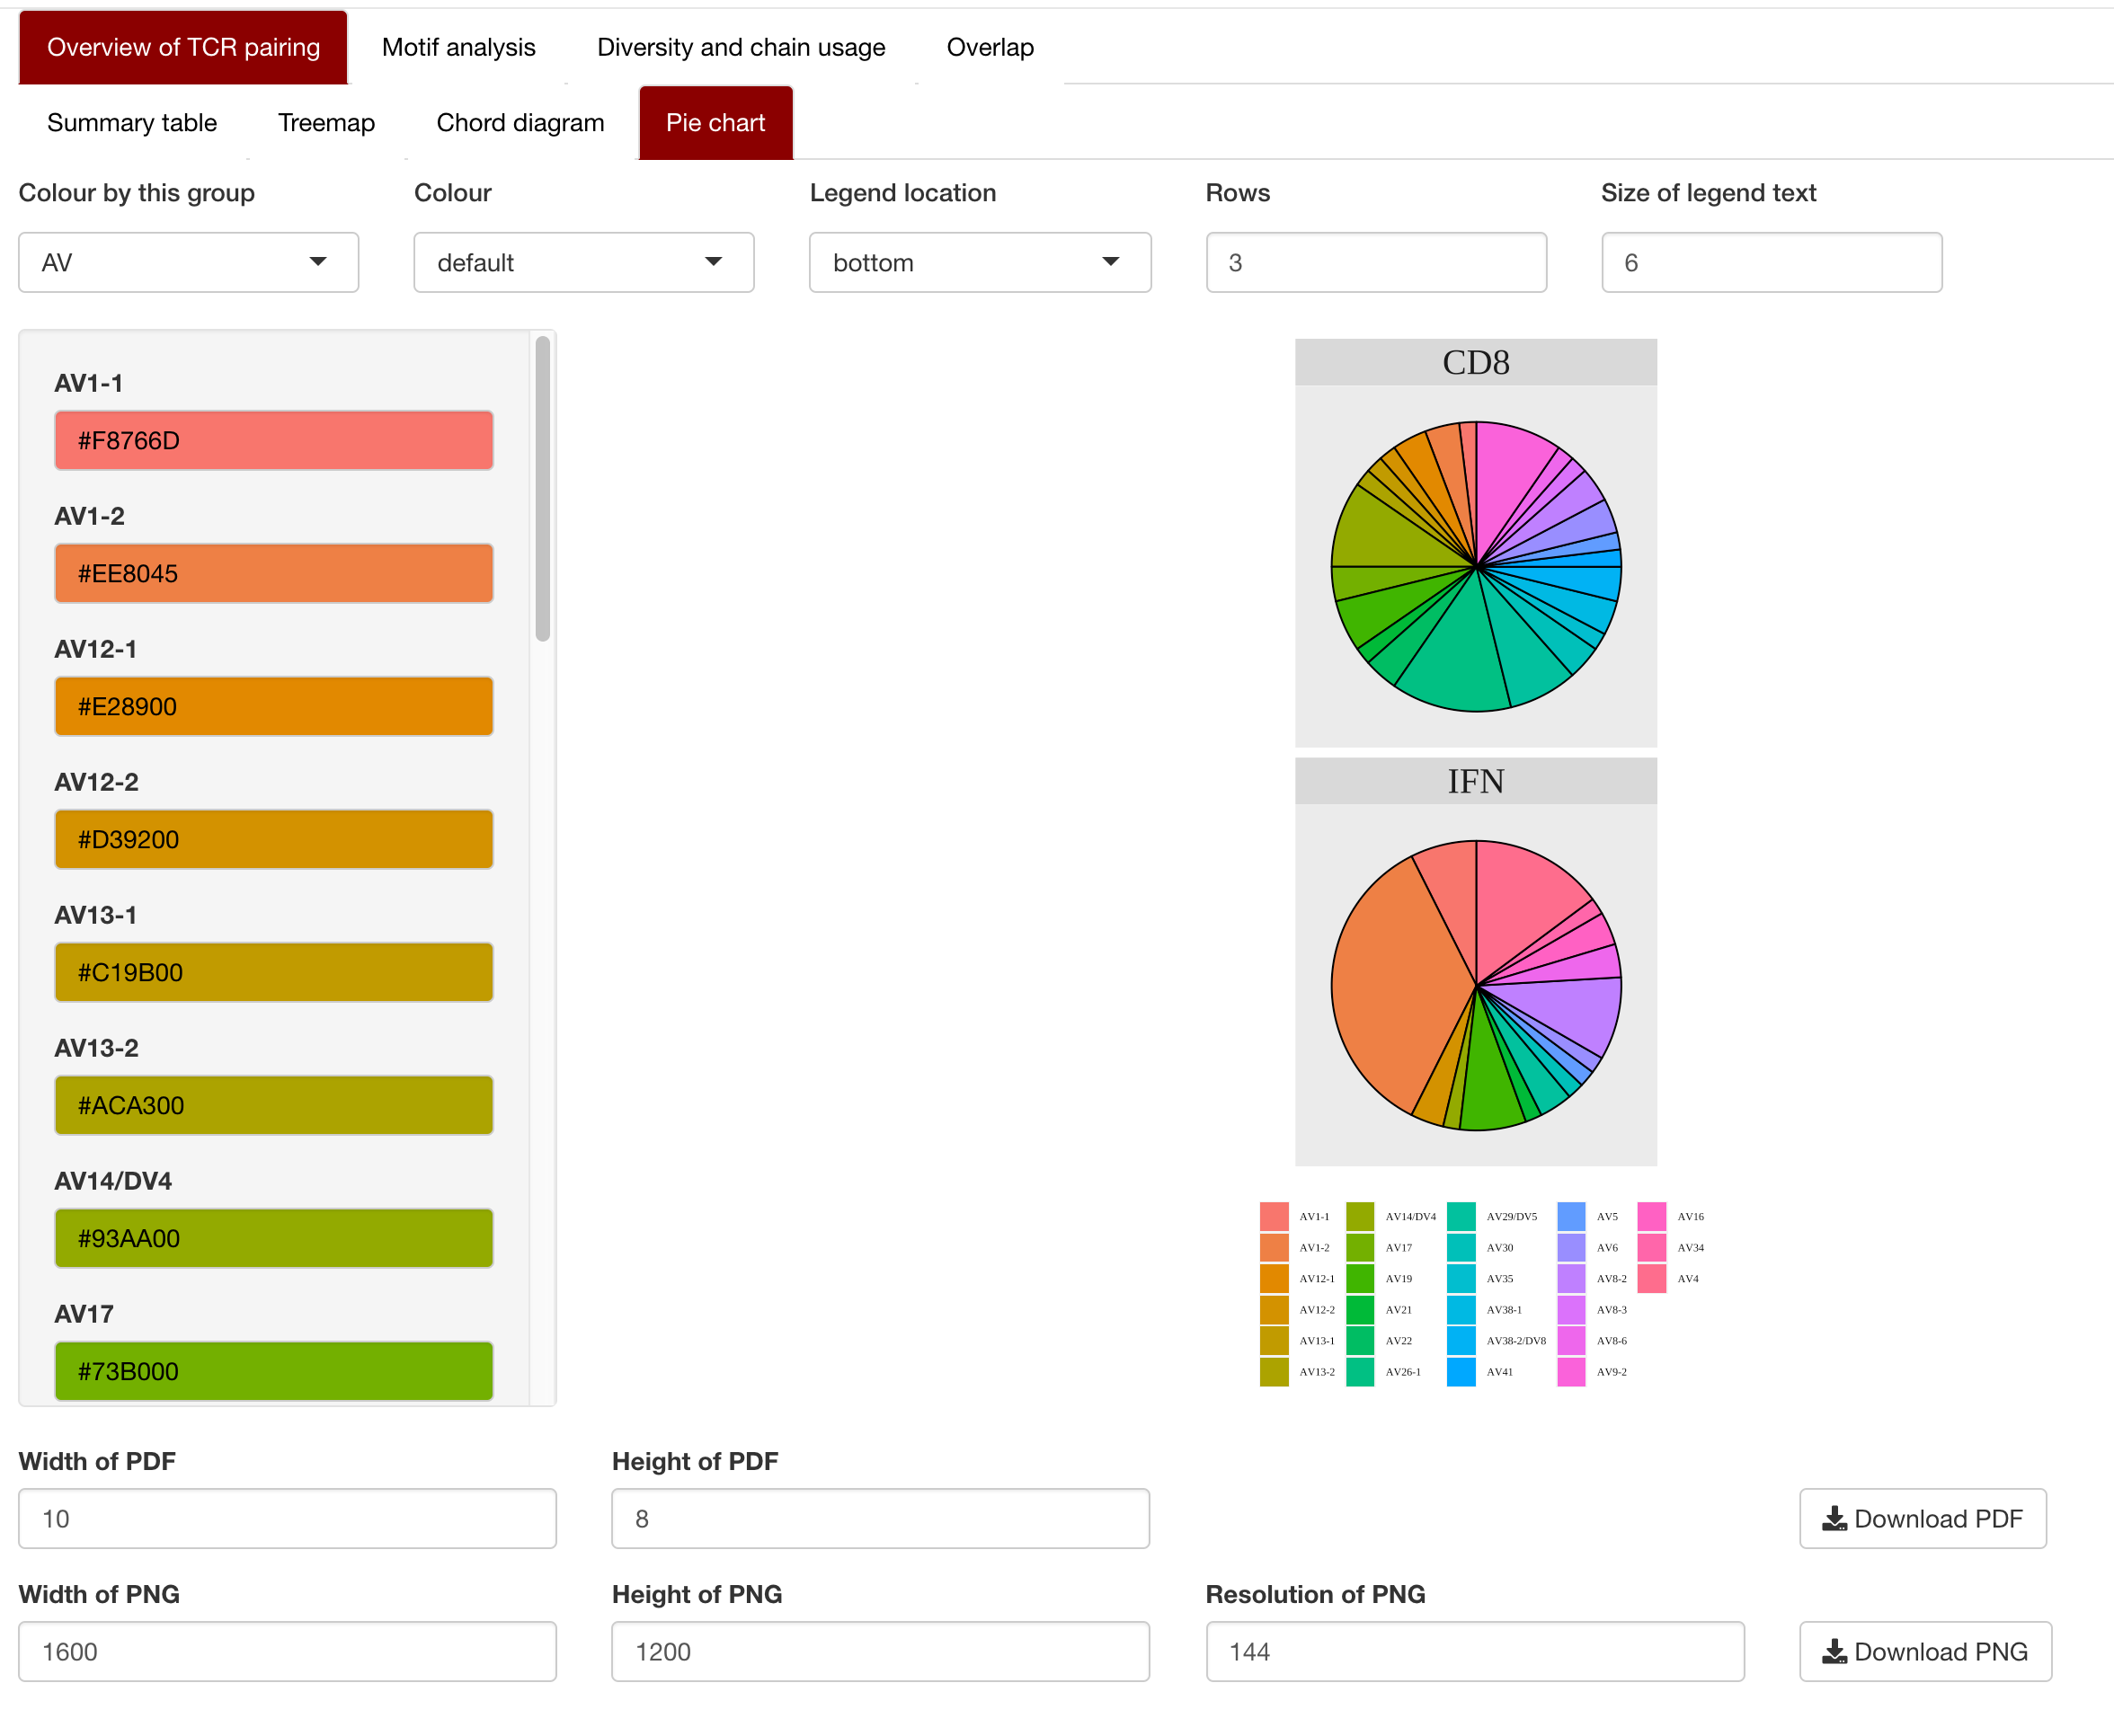 Overview of TCR pairing Motif analysis Diversity and chain usage Overlap
Summary table Treemap Chord diagram Pie chart
Colour by this group Colour Legend location Rows Size of legend text
AV default bottom 3 6
AV1-1
#F8766D
AV1-2
#EE8045
AV12-1
#E28900
AV12-2
#D39200
AV13-1
#C19B00
AV13-2
#ACA300
AV14/DV4
#93AA00
AV17
#73B000
CD8
IFN
AV1-1 AV14/DV4 AV29/DV5 AV5 AV16
AV1-2 AV17 AV30 AV6 AV34
AV12-1 AV19 AV35 AV8-2 AV4
AV12-2 AV21 AV38-1 AV8-3
AV13-1 AV22 AV38-2/DV8 AV8-6
AV13-2 AV26-1 AV41 AV9-2
Width of PDF Height of PDF
10 8 Download PDF
Width of PNG Height of PNG Resolution of PNG
1600 1200 144 Download PNG